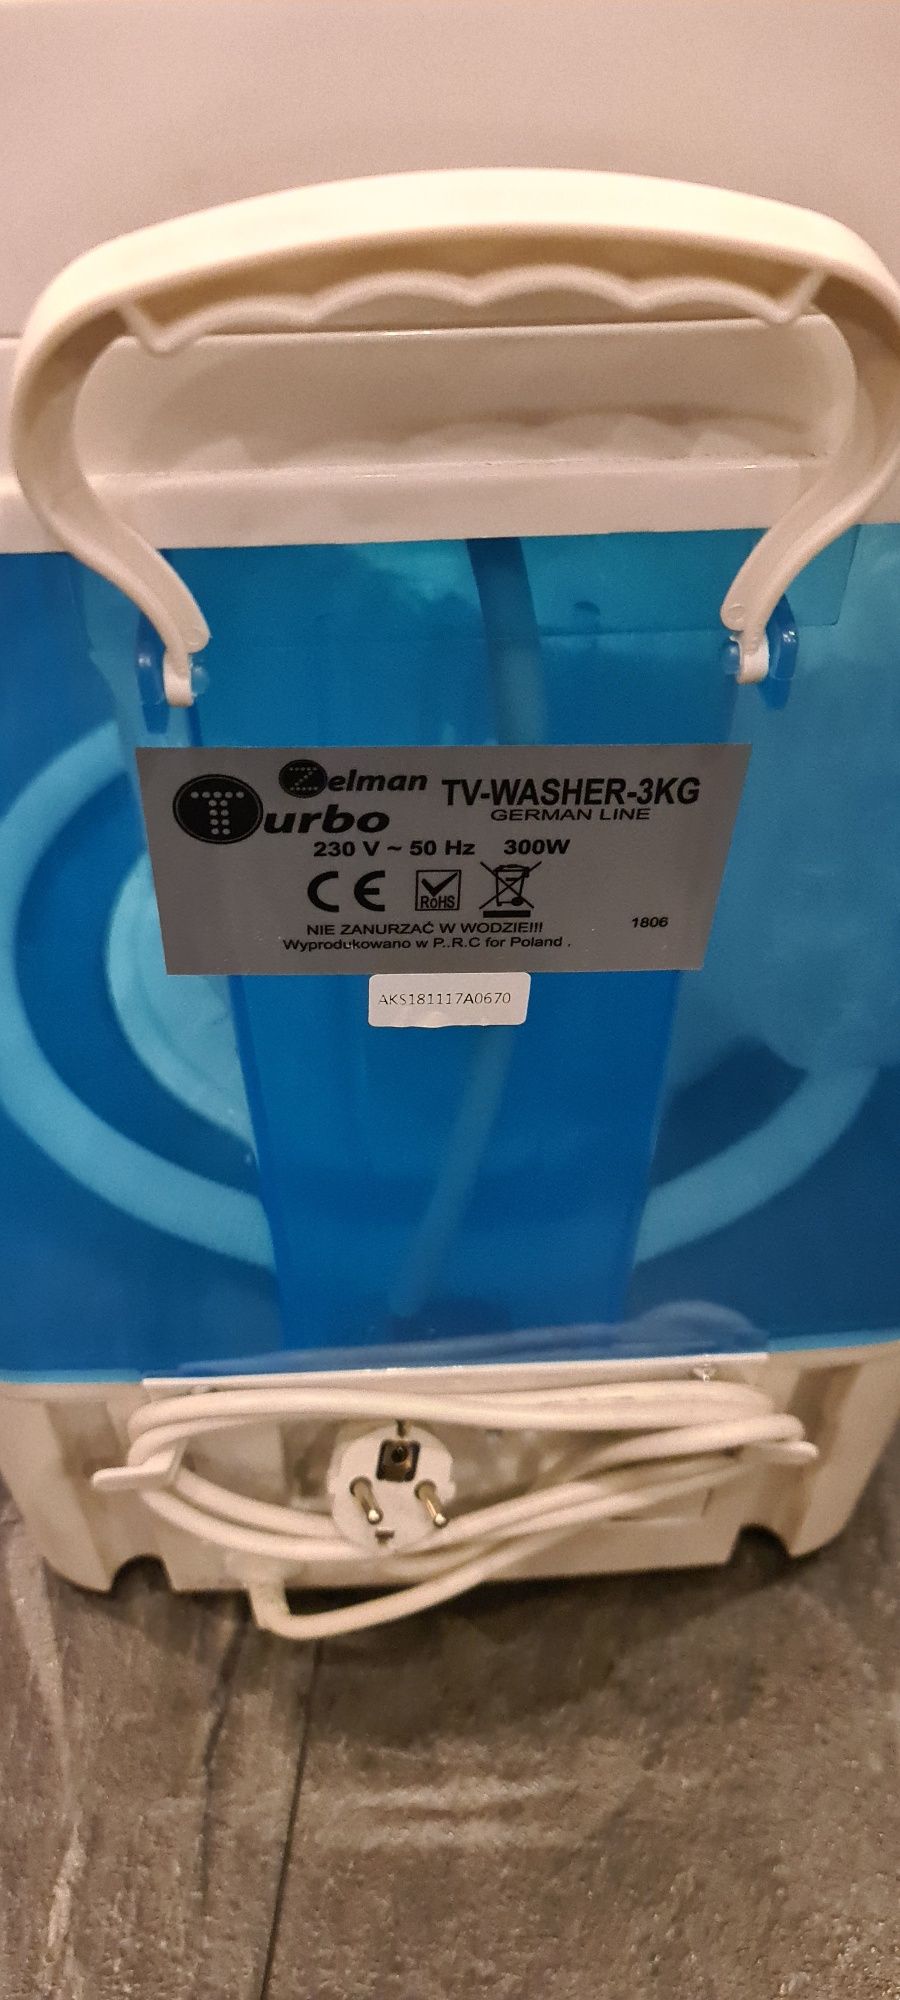 Zelman TV-WASHER-3KG
Turbo GERMAN LINE
230 V ~ 50 Hz 300W
CE RoHS
NIE ZANURZAĆ W WODZIE!!! 1806
Wyprodukowano w P..R.C for Poland .
AKS181117A0670